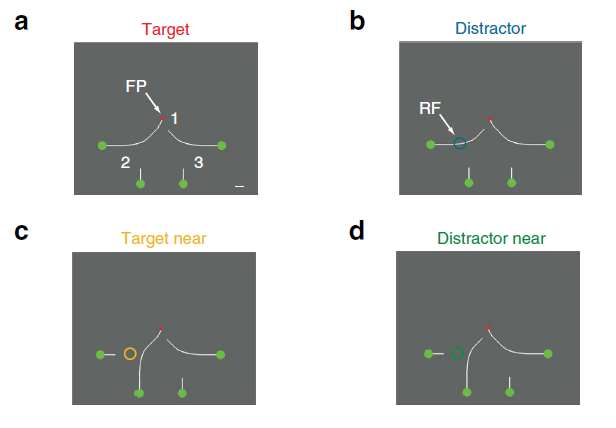 a
Target
FP
1
2
3
b
Distractor
RF
c
Target near
d
Distractor near